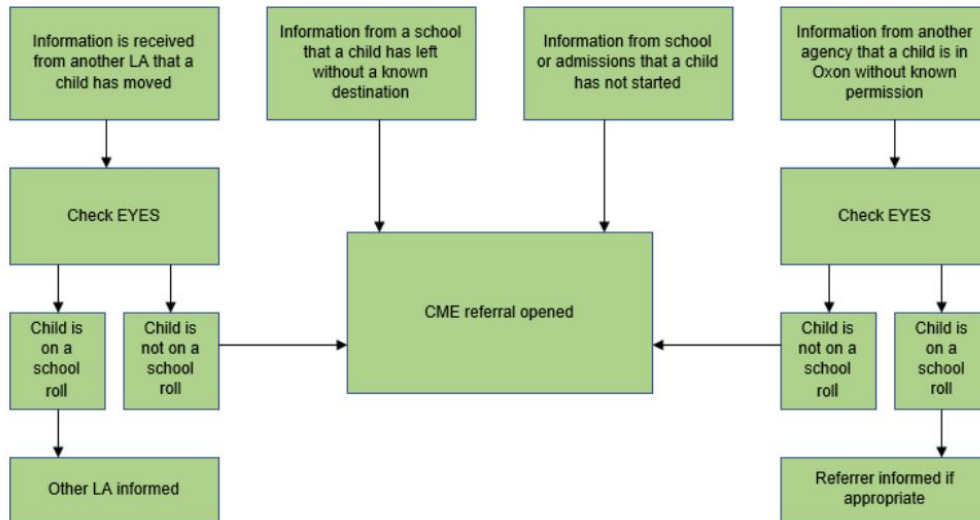 Information is received
from another LA that a
child has moved
Information from a school
that a child has left
without a known
destination
Information from school
or admissions that a child
has not started
Information from another
agency that a child is in
Oxon without known
permission
Check EYES
Check EYES
CME referral opened
Child is
on a
school
roll
Child is
not on a
school
roll
Child is
not on a
school
roll
Child is
on a
school
roll
Other LA informed
Referrer informed if
appropriate